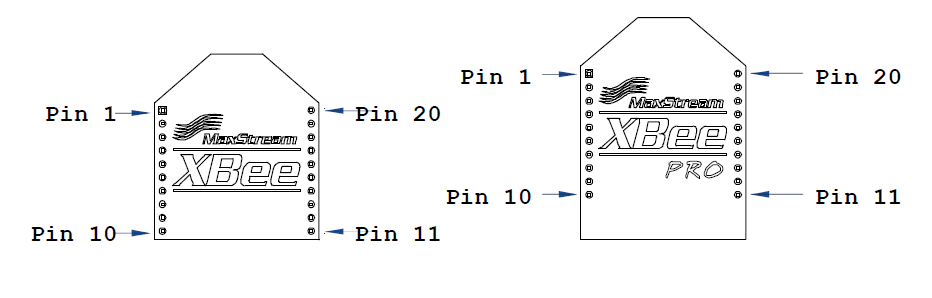 Pin 1
Pin 20
MaxStream
XBee
Pin 10
Pin 11
Pin 1
Pin 20
MaxStream
XBee
PRO
Pin 10
Pin 11